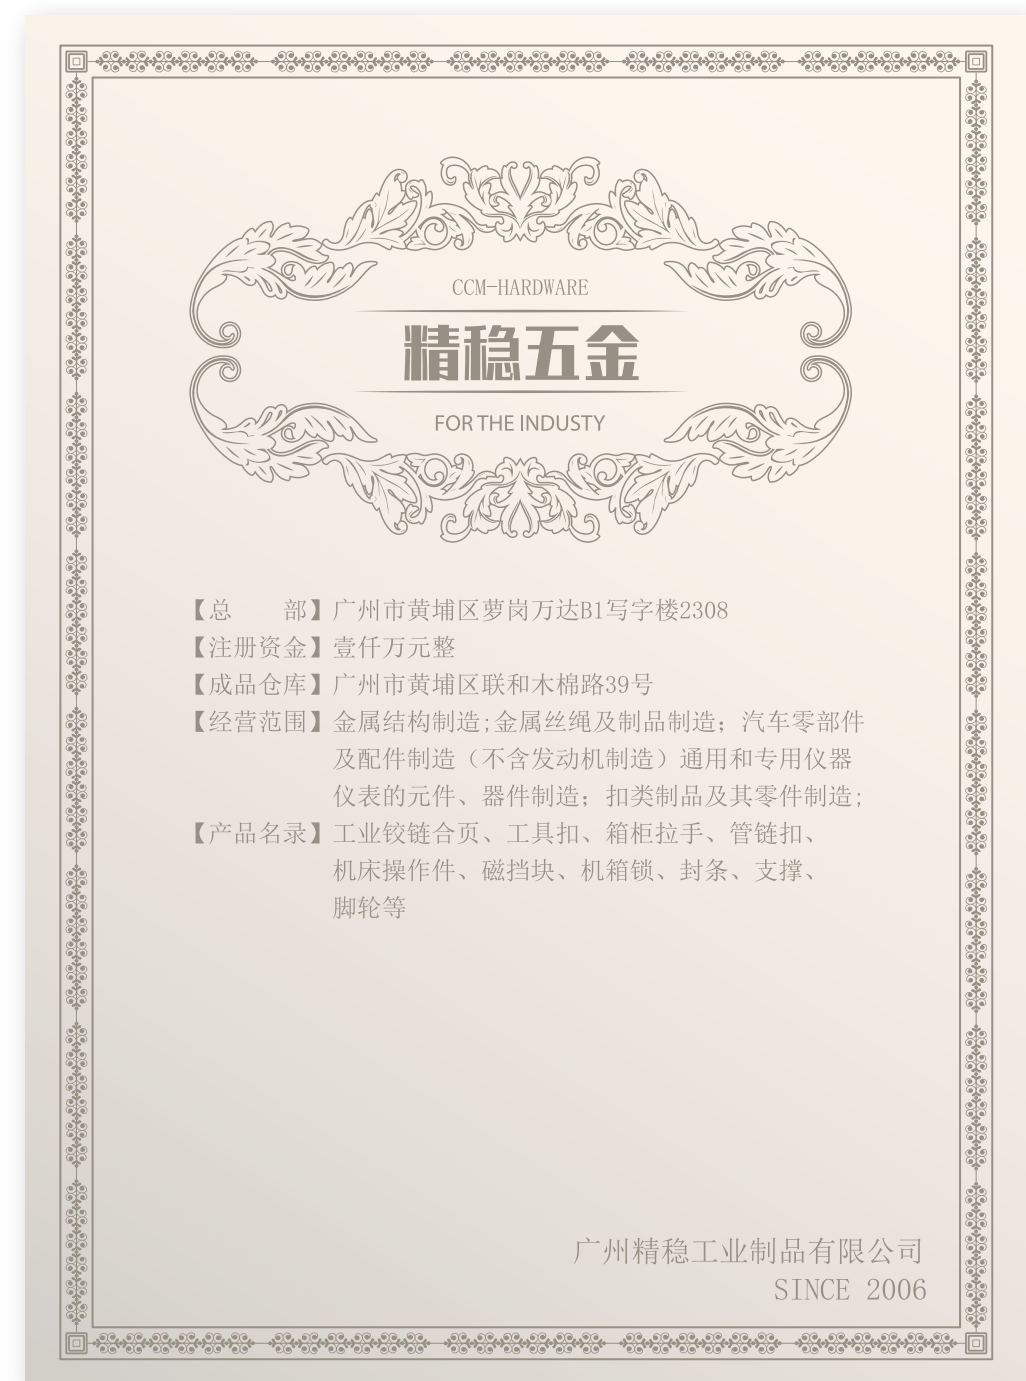 CCM-HARDWARE
精稳五金
FOR THE INDUSTY
【总　　部】广州市黄埔区萝岗万达B1写字楼2308
【注册资金】壹仟万元整
【成品仓库】广州市黄埔区联和木棉路39号
【经营范围】金属结构制造;金属丝绳及制品制造；汽车零部件
及配件制造（不含发动机制造）通用和专用仪器
仪表的元件、器件制造；扣类制品及其零件制造;
【产品名录】工业铰链合页、工具扣、箱柜拉手、管链扣、
机床操作件、磁挡块、机箱锁、封条、支撑、
脚轮等
广州精稳工业制品有限公司
SINCE 2006